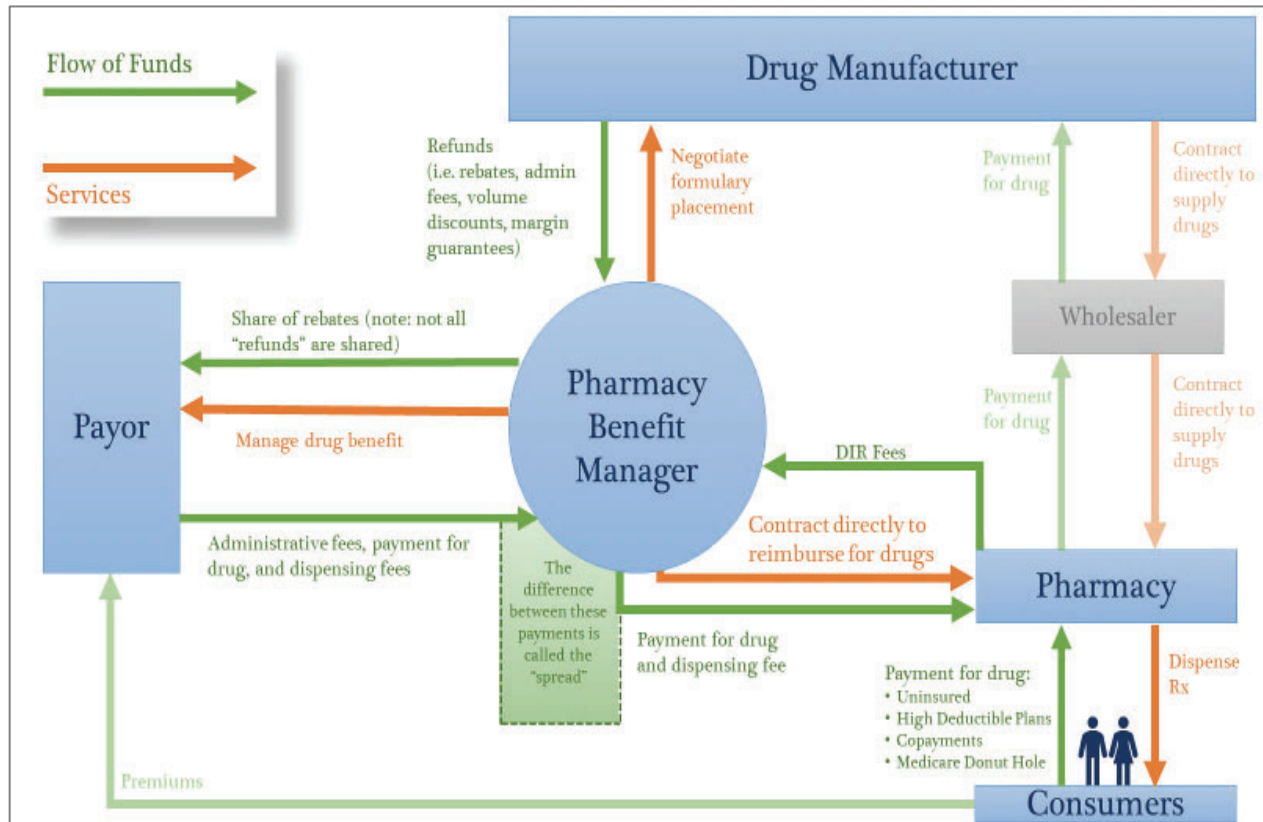 Flow of Funds
Services
Drug Manufacturer
Refunds
(i.e. rebates, admin
fees, volume
discounts, margin
guarantees)
Negotiate
formulary
placement
Payment
for drug
Contract
directly to
supply
drugs
Wholesaler
Share of rebates (note: not all
“refunds” are shared)
Payor
Manage drug benefit
Pharmacy
Benefit
Manager
Payment
for drug
Contract
directly to
supply
drugs
DIR Fees
Administrative fees, payment for
drug, and dispensing fees
Contract directly to
reimburse for drugs
The
difference
between these
payments is
called the
“spread”
Payment for drug
and dispensing fee
Pharmacy
Payment for drug:
• Uninsured
• High Deductible Plans
• Copayments
• Medicare Donut Hole
Dispense
Rx
Premiums
Consumers